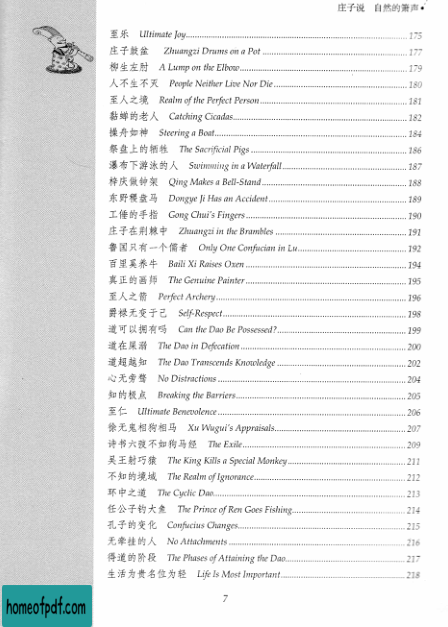 庄子说 自然的箫声•
至乐 Ultimate Joy 175
庄子鼓盆 Zhuangzi Drums on a Pot 177
柳生左肘 A Lump on the Elbow 179
人不生不灭 People Neither Live Nor Die 180
至人之境 Realm of the Perfect Person 181
黏蝉的老人 Catching Cicadas 182
操舟如神 Steering a Boat 184
祭盘上的牺牲 The Sacrificial Pigs 186
瀑布下游泳的人 Swimming in a Waterfall 187
梓庆做钟架 Qing Makes a Bell-Stand 188
东野稷盘马 Dongye Ji Has an Accident 189
工倕的手指 Gong Chui's Fingers 190
庄子在荆棘中 Zhuangzi in the Brambles 191
鲁国只有一个儒者 Only One Confucian in Lu 192
百里奚养牛 Baili Xi Raises Oxen 194
真正的画师 The Genuine Painter 195
至人之箭 Perfect Archery 196
爵禄无变于己 Self-Respect 198
道可以拥有吗 Can the Dao Be Possessed? 199
道在屎溺 The Dao in Defecation 200
道超越知 The Dao Transcends Knowledge 202
心无旁骛 No Distractions 204
知的极点 Breaking the Barriers 205
至仁 Ultimate Benevolence 206
徐无鬼相狗相马 Xu Wugui's Appraisals 207
诗书六弢不如狗马经 The Exile 209
吴王射巧猿 The King Kills a Special Monkey 211
不知的境域 The Realm of Ignorance 212
环中之道 The Cyclic Dao 213
任公子钓大鱼 The Prince of Ren Goes Fishing 214
孔子的变化 Confucius Changes 215
无牵挂的人 No Attachments 216
得道的阶段 The Phases of Attaining the Dao 217
生活为贵名位为轻 Life Is Most Important 218
7
homeofpdf.com